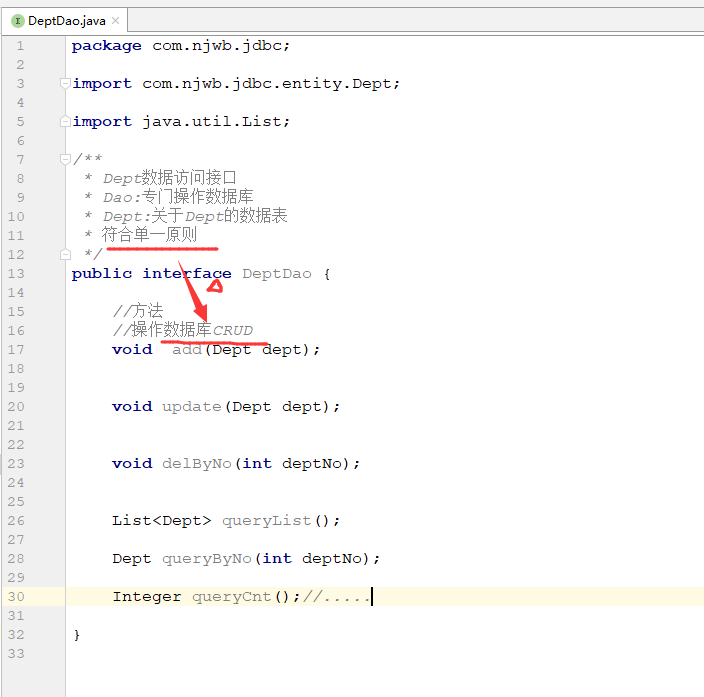 DeptDao.java
1 package com.njwb.jdbc;
2
3 import com.njwb.jdbc.entity.Dept;
4
5 import java.util.List;
6
7 /**
8 * Dept数据访问接口
9 * Dao:专门操作数据库
10 * Dept:关于Dept的数据表
11 * 符合单一原则
12 */
13 public interface DeptDao {
14
15 //方法
16 //操作数据库CRUD
17 void add(Dept dept);
18
19
20 void update(Dept dept);
21
22
23 void delByNo(int deptNo);
24
25
26 List<Dept> queryList();
27
28 Dept queryByNo(int deptNo);
29
30 Integer queryCnt();//.....
31
32 }
33